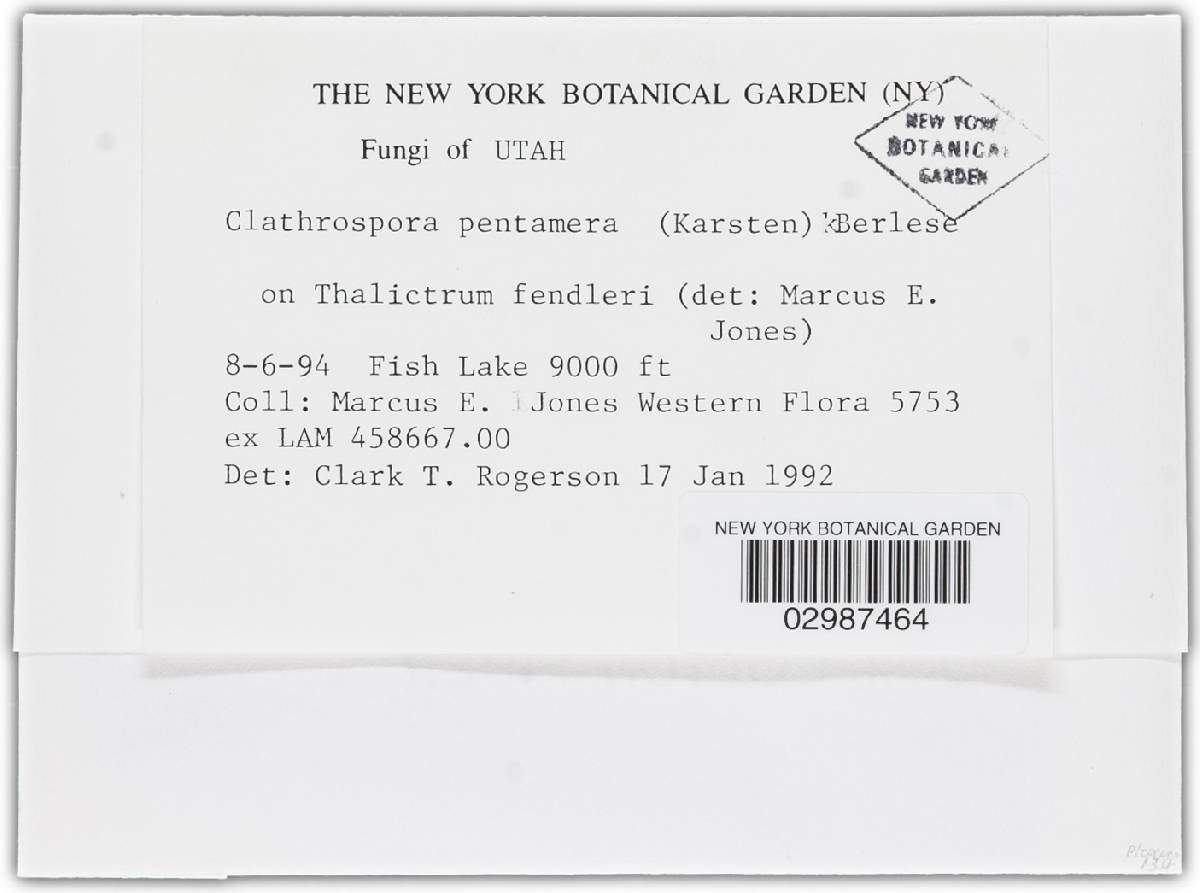 THE NEW YORK BOTANICAL GARDEN (NY)
NEW YORK
BOTANICAL
GARDEN
Fungi of UTAH
Clathrospora pentamera (Karsten) Berlese
on Thalictrum fendleri (det: Marcus E.
Jones)
8-6-94 Fish Lake 9000 ft
Coll: Marcus E. Jones Western Flora 5753
ex LAM 458667.00
Det: Clark T. Rogerson 17 Jan 1992
NEW YORK BOTANICAL GARDEN
02987464